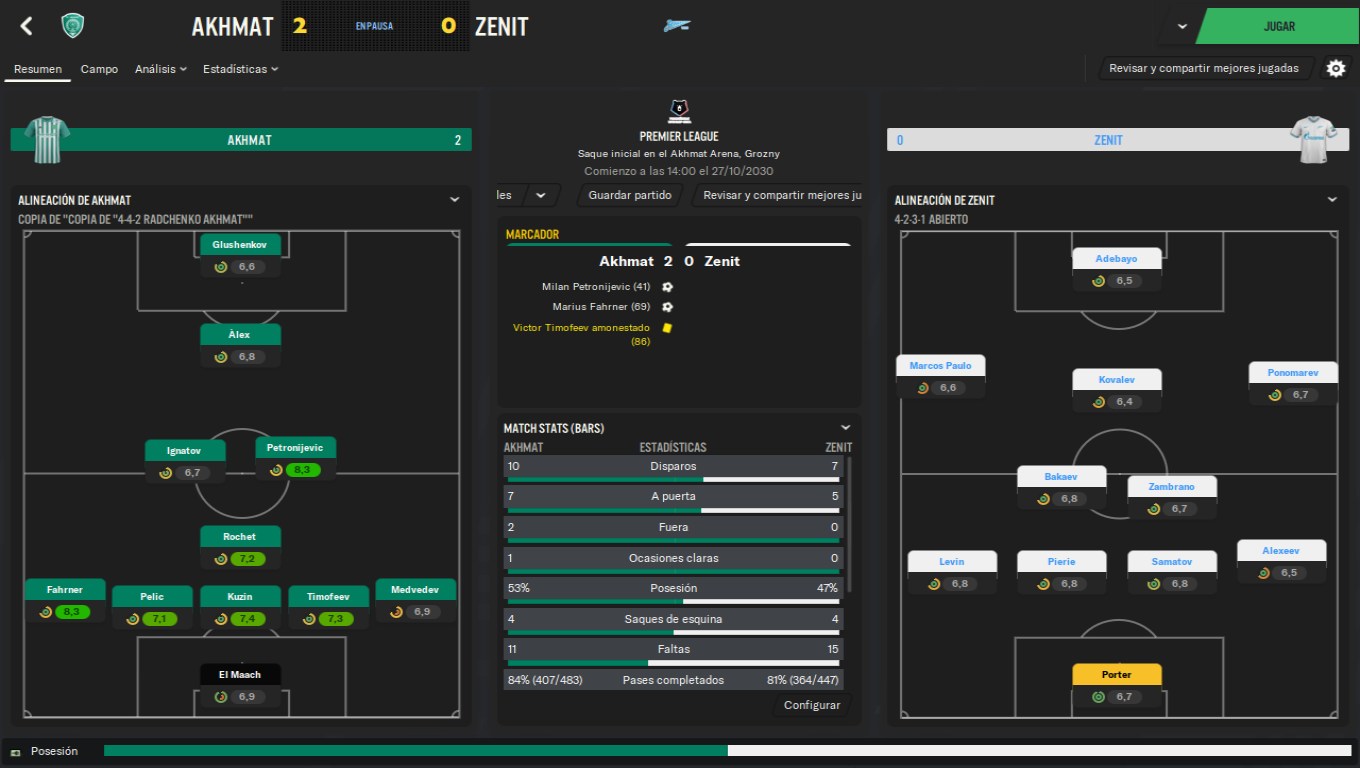 AKHMAT 2 EN PAUSA 0 ZENIT
JUGAR
Resumen Campo Análisis Estadísticas
Revisar y compartir mejores jugadas
AKHMAT 2
PREMIER LEAGUE
Saque inicial en el Akhmat Arena, Grozny
Comienzo a las 14:00 el 27/10/2030
0 ZENIT
les Guardar partido Revisar y compartir mejores ju
ALINEACIÓN DE AKHMAT
COPIA DE "COPIA DE "4-4-2 RADCHENKO AKHMAT""
Glushenkov
6,6
Àlex
6,8
Ignatov
6,7
Petronijevic
8,3
Rochet
7,2
Fahrner
8,3
Pelic
7,1
Kuzin
7,4
Timofeev
7,3
Medvedev
6,9
El Maach
6,9
MARCADOR
Akhmat 2 0 Zenit
Milan Petronijevic (41)
Marius Fahrner (69)
Victor Timofeev amonestado
(86)
MATCH STATS (BARS)
AKHMAT ESTADÍSTICAS ZENIT
10 Disparos 7
7 A puerta 5
2 Fuera 0
1 Ocasiones claras 0
53% Posesión 47%
4 Saques de esquina 4
11 Faltas 15
84% (407/483) Pases completados 81% (364/447)
Configurar
ALINEACIÓN DE ZENIT
4-2-3-1 ABIERTO
Adebayo
6,5
Marcos Paulo
6,6
Kovalev
6,4
Ponomarev
6,7
Bakaev
6,8
Zambrano
6,7
Levin
6,8
Pierie
6,8
Samatov
6,8
Alexeev
6,5
Porter
6,7
Posesión